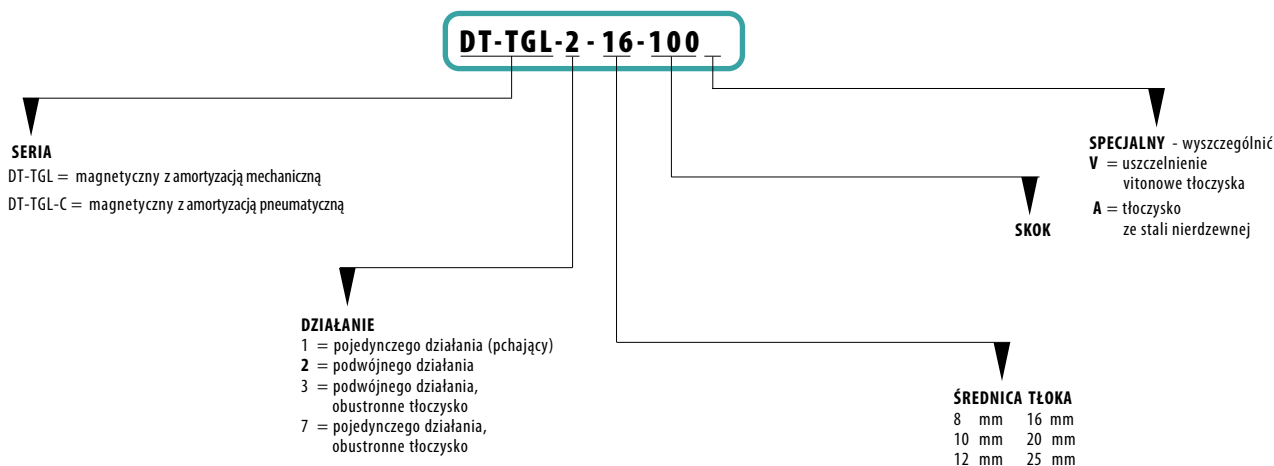 DT-TGL-2 - 16-100
SERIA
DT-TGL = magnetyczny z amortyzacją mechaniczną
DT-TGL-C = magnetyczny z amortyzacją pneumatyczną
DZIAŁANIE
1 = pojedynczego działania (pchający)
2 = podwójnego działania
3 = podwójnego działania,
obustronne tłoczysko
7 = pojedynczego działania,
obustronne tłoczysko
ŚREDNICA TŁOKA
8 mm 16 mm
10 mm 20 mm
12 mm 25 mm
SKOK
SPECJALNY - wyszczególnić
V = uszczelnienie
vitonowe tłoczyska
A = tłoczysko
ze stali nierdzewnej